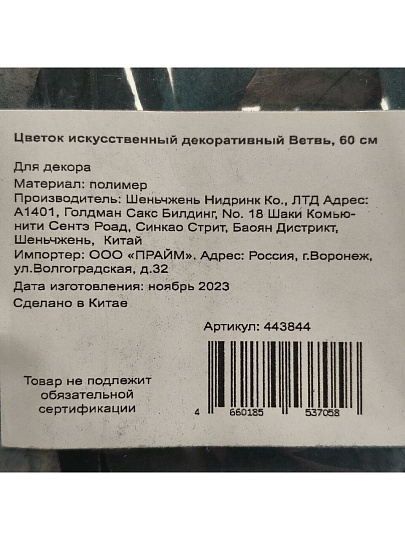 Цветок искусственный декоративный Ветвь, 60 см
Для декора
Материал: полимер
Производитель: Шеньчжень Нидринк Ко., ЛТД Адрес:
А1401, Голдман Сакс Билдинг, No. 18 Шаки Комью-
нити Сентэ Роад, Синкао Стрит, Баоян Дистрикт,
Шеньчжень, Китай
Импортер: ООО «ПРАЙМ». Адрес: Россия, г.Воронеж,
ул.Волгоградская, д.32
Дата изготовления: ноябрь 2023
Сделано в Китае
Артикул: 443844
Товар не подлежит
обязательной
сертификации
4 660185 537058